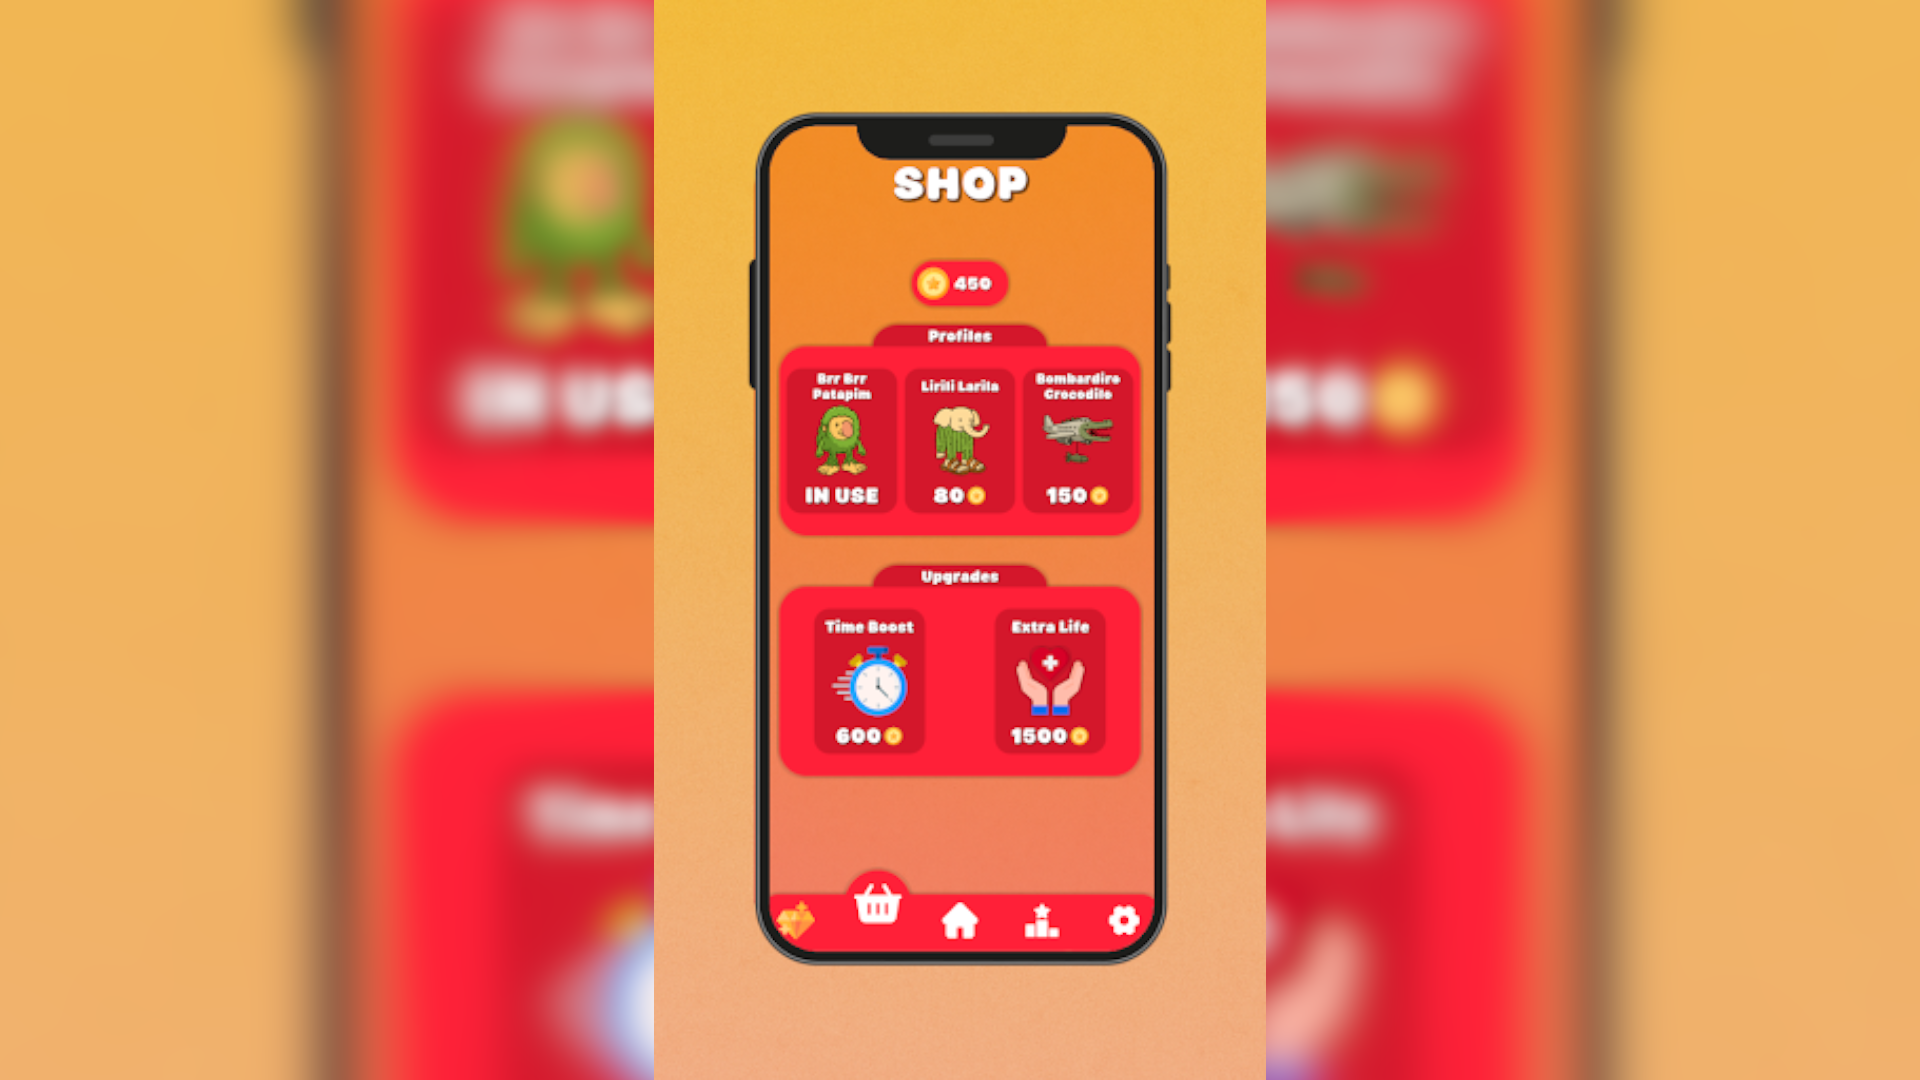 SHOP
450
Profiles
Brr Brr
Patapim
Lirili Larila
Bombardiro
Crocodilo
IN USE
80
150
Upgrades
Time Boost
Extra Life
600
1500